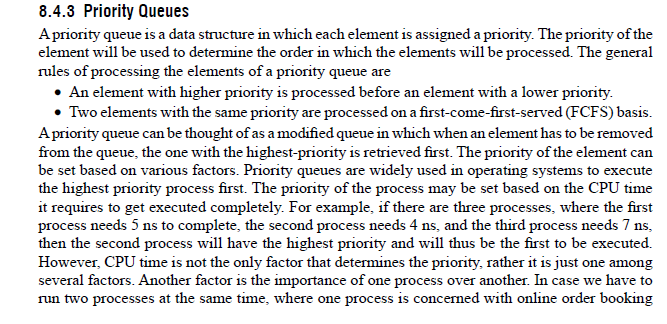 8.4.3 Priority Queues
A priority queue is a data structure in which each element is assigned a priority. The priority of the
element will be used to determine the order in which the elements will be processed. The general
rules of processing the elements of a priority queue are
• An element with higher priority is processed before an element with a lower priority.
• Two elements with the same priority are processed on a first-come-first-served (FCFS) basis.
A priority queue can be thought of as a modified queue in which when an element has to be removed
from the queue, the one with the highest-priority is retrieved first. The priority of the element can
be set based on various factors. Priority queues are widely used in operating systems to execute
the highest priority process first. The priority of the process may be set based on the CPU time
it requires to get executed completely. For example, if there are three processes, where the first
process needs 5 ns to complete, the second process needs 4 ns, and the third process needs 7 ns,
then the second process will have the highest priority and will thus be the first to be executed.
However, CPU time is not the only factor that determines the priority, rather it is just one among
several factors. Another factor is the importance of one process over another. In case we have to
run two processes at the same time, where one process is concerned with online order booking